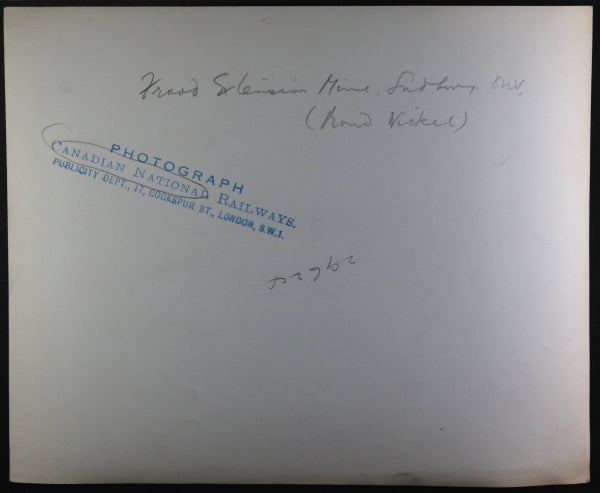 Frood Extension Mine. Sudbury. Ont.
(Mond Nickel)
PHOTOGRAPH
CANADIAN NATIONAL RAILWAYS.
PUBLICITY DEPT., 17, COCKSPUR ST., LONDON, S.W.1.